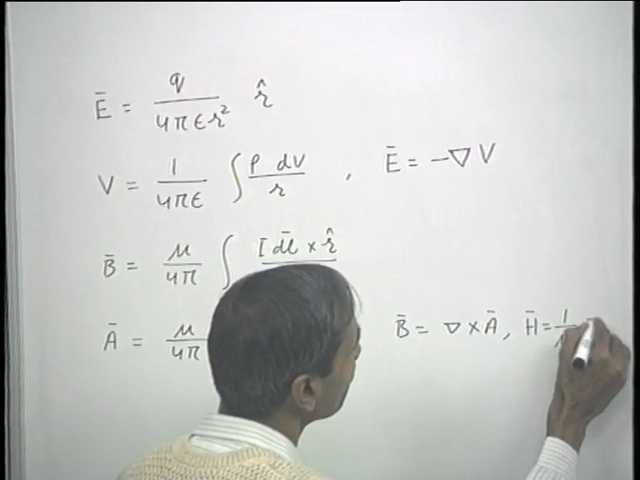 Ē = q / 4πεr² r̂
V = 1 / 4πε ∫ ρ dV / r , Ē = -∇V
B̄ = μ / 4π ∫ I dl̄ × r̂
Ā = μ / 4π B̄ = ∇ × Ā, H̄ = 1